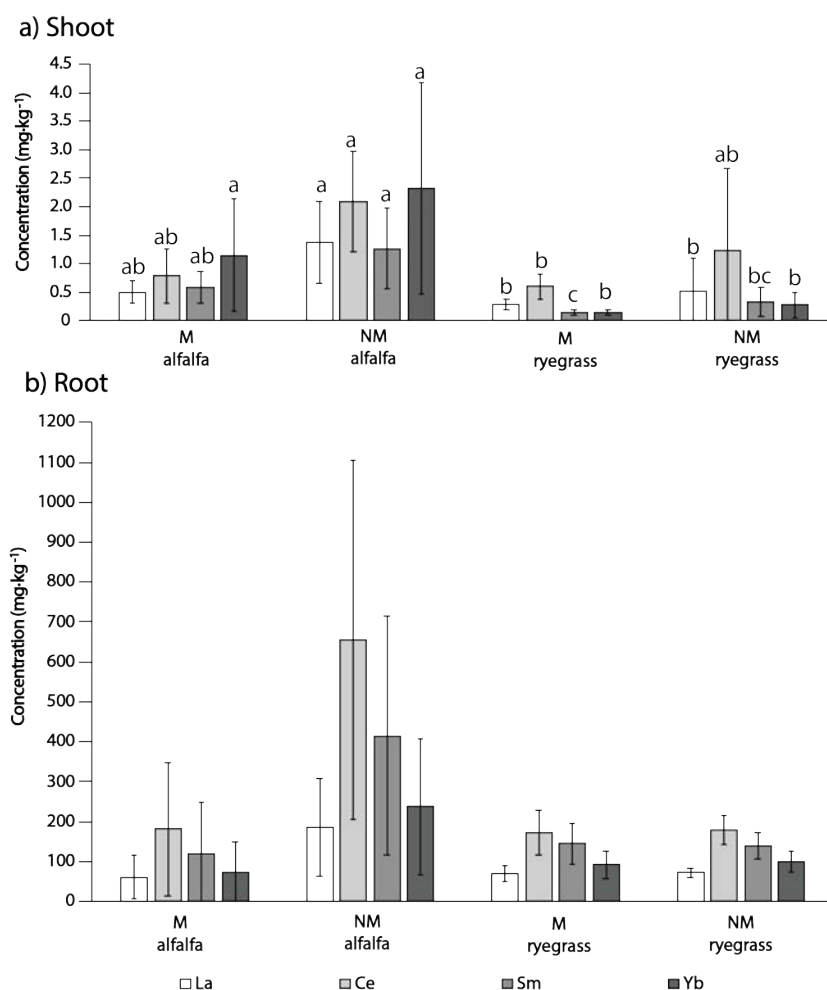 a) Shoot
Concentration (mg·kg⁻¹)
4.5
4.0
3.5
3.0
2.5
2.0
1.5
1.0
0.5
0
ab ab ab a
a a a a
b b c b
b ab bc b
M NM M NM
alfalfa alfalfa ryegrass ryegrass
b) Root
Concentration (mg·kg⁻¹)
1200
1100
1000
900
800
700
600
500
400
300
200
100
0
M NM M NM
alfalfa alfalfa ryegrass ryegrass
La Ce Sm Yb